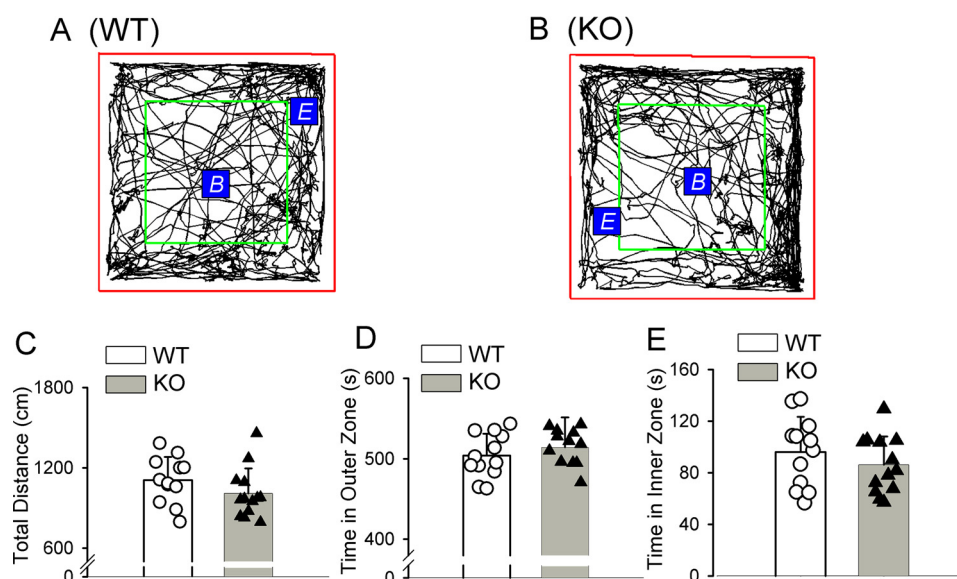 A (WT)
B (KO)
E
B
B
E
C
WT
KO
Total Distance (cm)
1800
1200
600
0
D
WT
KO
Time in Outer Zone (s)
600
500
400
0
E
WT
KO
Time in Inner Zone (s)
160
120
80
40
0